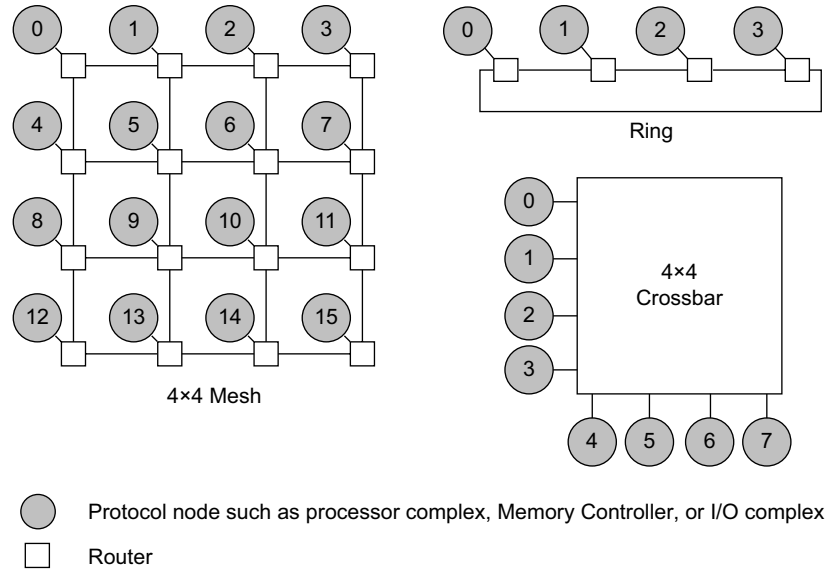 0 1 2 3
4 5 6 7
8 9 10 11
12 13 14 15
4×4 Mesh
0 1 2 3
Ring
0
1
2
3
4×4
Crossbar
4 5 6 7
Protocol node such as processor complex, Memory Controller, or I/O complex
Router